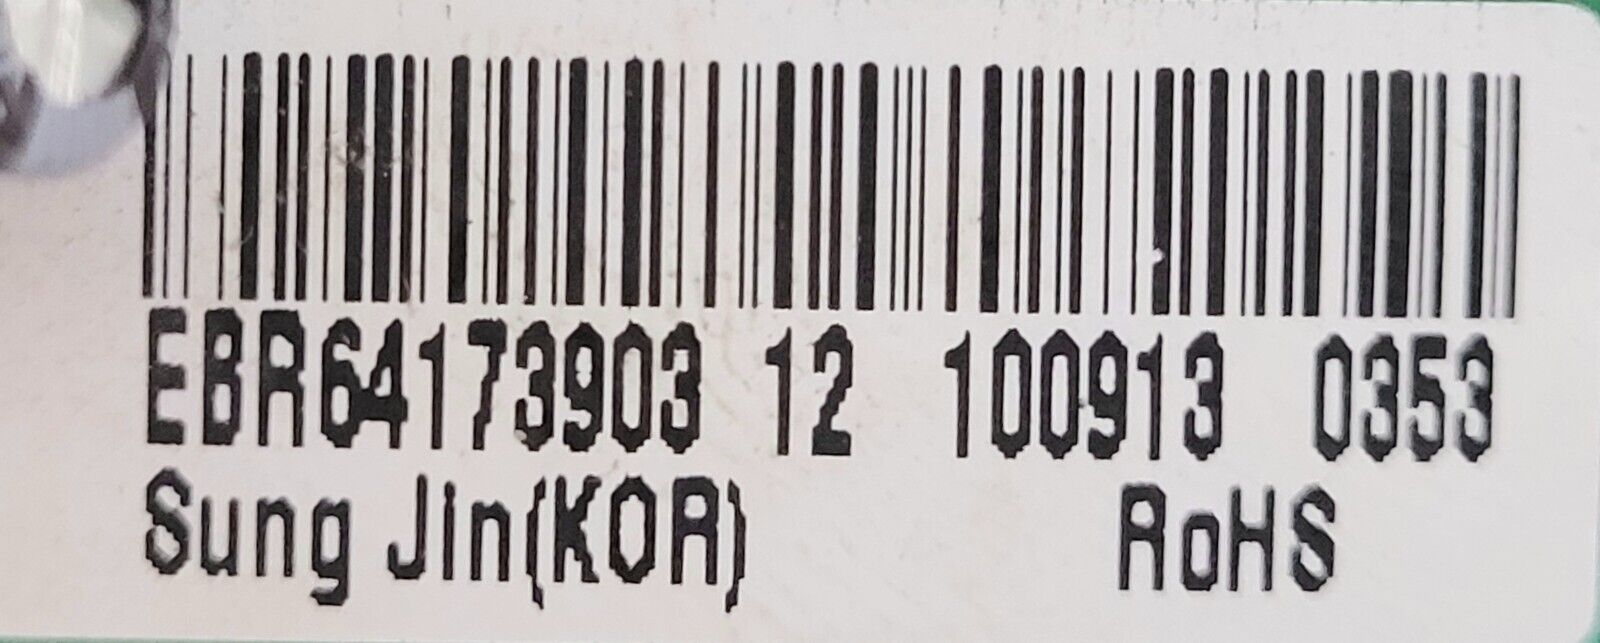 EBR64173903 12 100913 0353
Sung Jin(KOR) RoHS